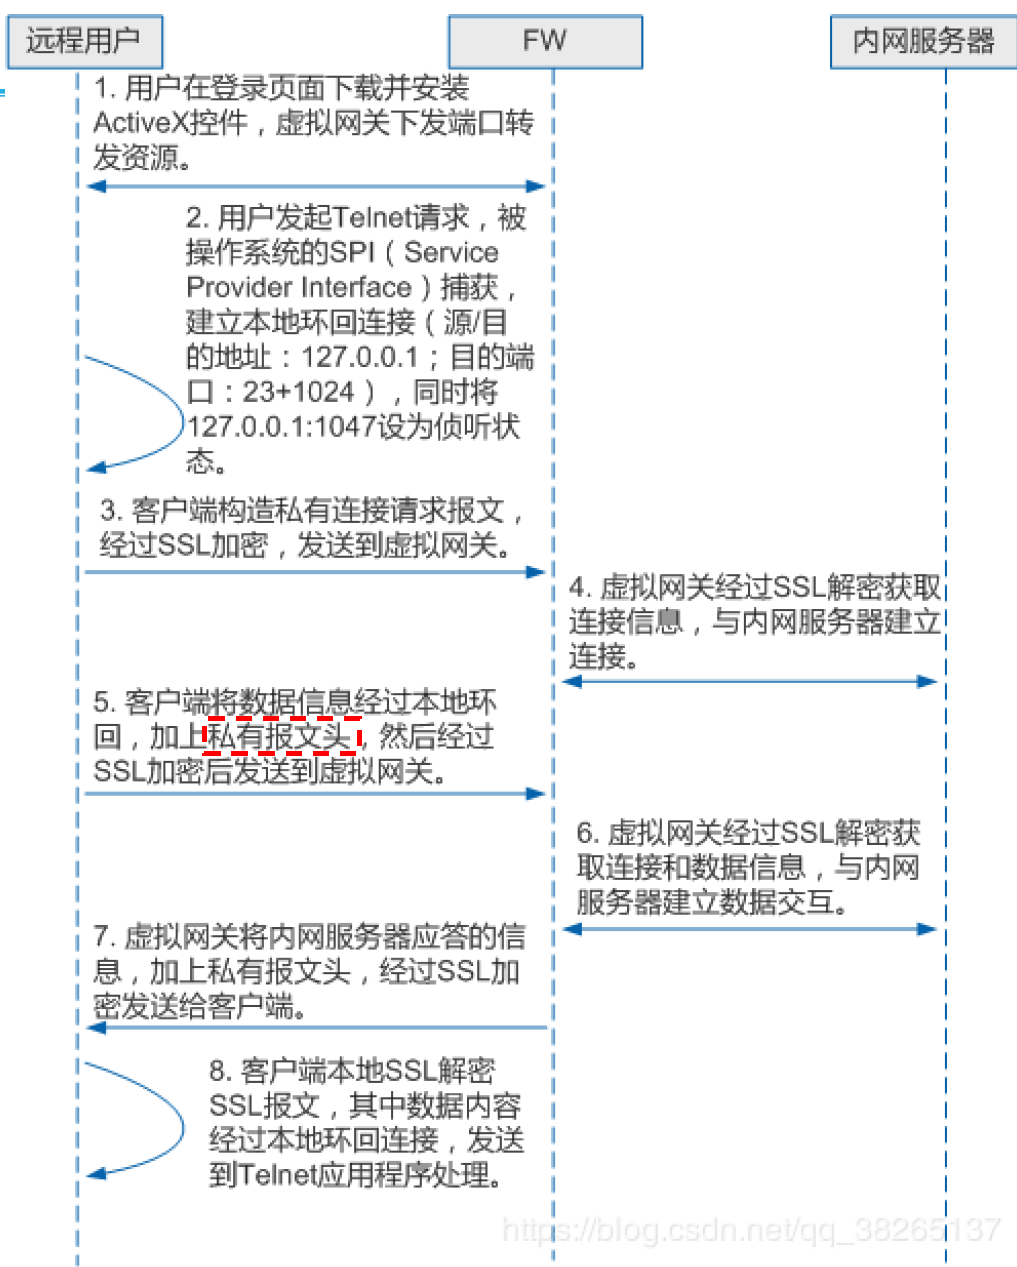 远程用户
FW
内网服务器
1. 用户在登录页面下载并安装
ActiveX控件，虚拟网关下发端口转
发资源。
2. 用户发起Telnet请求，被
操作系统的SPI（Service
Provider Interface）捕获，
建立本地环回连接（源/目
的地址：127.0.0.1；目的端
口：23+1024），同时将
127.0.0.1:1047设为侦听状
态。
3. 客户端构造私有连接请求报文，
经过SSL加密，发送到虚拟网关。
4. 虚拟网关经过SSL解密获取
连接信息，与内网服务器建立
连接。
5. 客户端将数据信息经过本地环
回，加上私有报文头，然后经过
SSL加密后发送到虚拟网关。
6. 虚拟网关经过SSL解密获
取连接和数据信息，与内网
服务器建立数据交互。
7. 虚拟网关将内网服务器应答的信
息，加上私有报文头，经过SSL加
密发送给客户端。
8. 客户端本地SSL解密
SSL报文，其中数据内容
经过本地环回连接，发送
到Telnet应用程序处理。
https://blog.csdn.net/qq_38265137